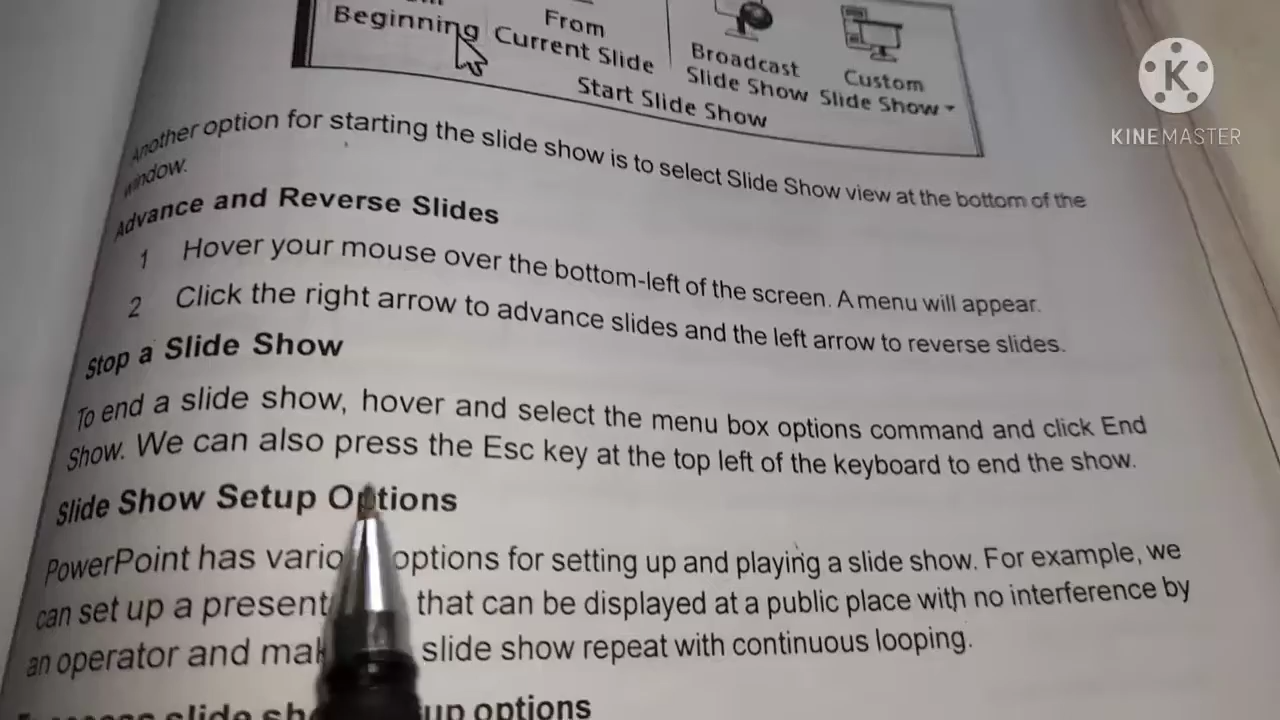 Beginning
From
Current Slide
Broadcast
Slide Show
Custom
Slide Show
Start Slide Show
KINEMASTER
Another option for starting the slide show is to select Slide Show view at the bottom of the
window.
Advance and Reverse Slides
1 Hover your mouse over the bottom-left of the screen. A menu will appear.
2 Click the right arrow to advance slides and the left arrow to reverse slides.
Stop a Slide Show
To end a slide show, hover and select the menu box options command and click End
Show. We can also press the Esc key at the top left of the keyboard to end the show.
Slide Show Setup Options
PowerPoint has options for setting up and playing a slide show. For example, we
can set up a that can be displayed at a public place with no interference by
an operator and slide show repeat with continuous looping.
slide options